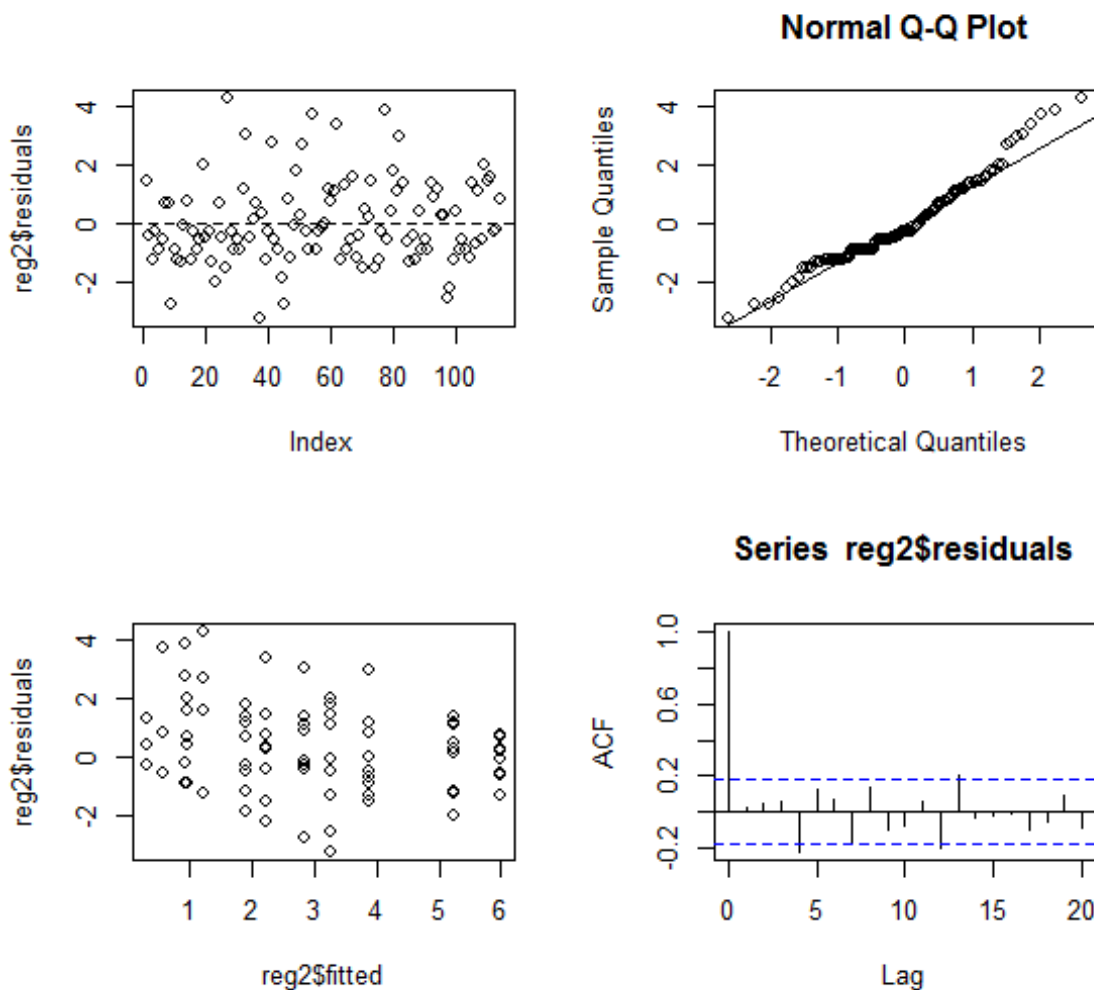 reg2$residuals
4
2
0
-2
0 20 40 60 80 100
Index
Normal Q-Q Plot
Sample Quantiles
4
2
0
-2
-2 -1 0 1 2
Theoretical Quantiles
reg2$residuals
4
2
0
-2
1 2 3 4 5 6
reg2$fitted
Series reg2$residuals
ACF
1.0
0.6
0.2
-0.2
0 5 10 15 20
Lag